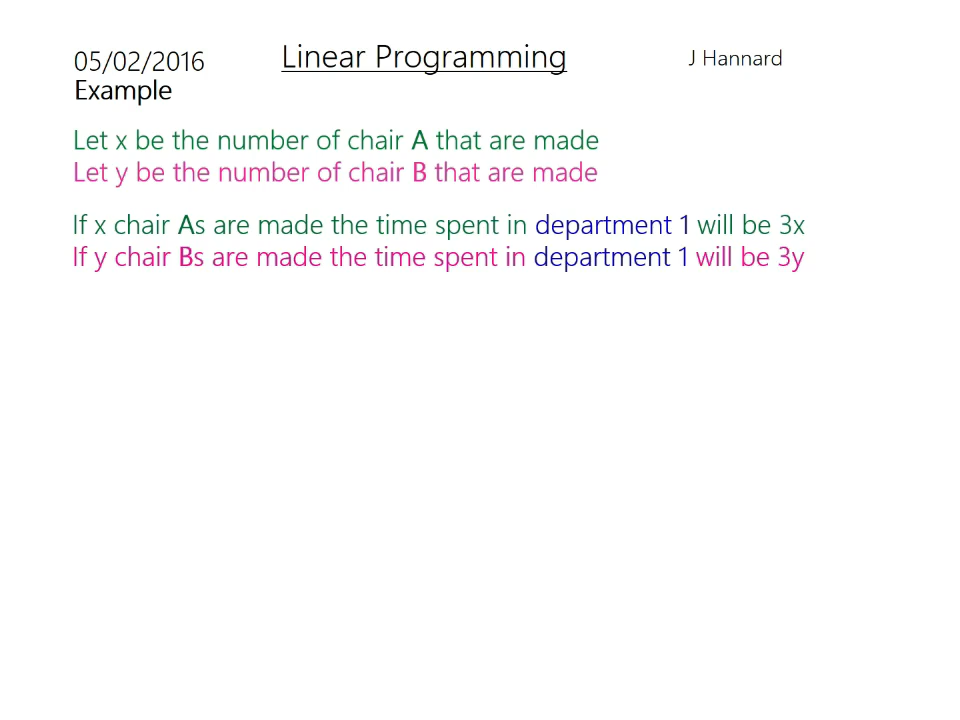 05/02/2016 Linear Programming J Hannard
Example
Let x be the number of chair A that are made
Let y be the number of chair B that are made
If x chair As are made the time spent in department 1 will be 3x
If y chair Bs are made the time spent in department 1 will be 3y